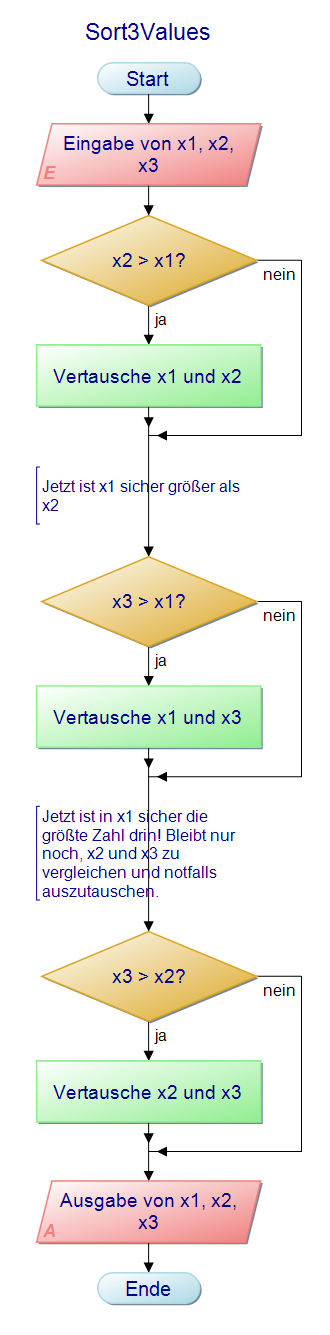 Sort3Values
Start
Eingabe von x1, x2,
x3
E
x2 > x1?
nein
ja
Vertausche x1 und x2
Jetzt ist x1 sicher größer als
x2
x3 > x1?
nein
ja
Vertausche x1 und x3
Jetzt ist in x1 sicher die
größte Zahl drin! Bleibt nur
noch, x2 und x3 zu
vergleichen und notfalls
auszutauschen.
x3 > x2?
nein
ja
Vertausche x2 und x3
Ausgabe von x1, x2,
x3
A
Ende